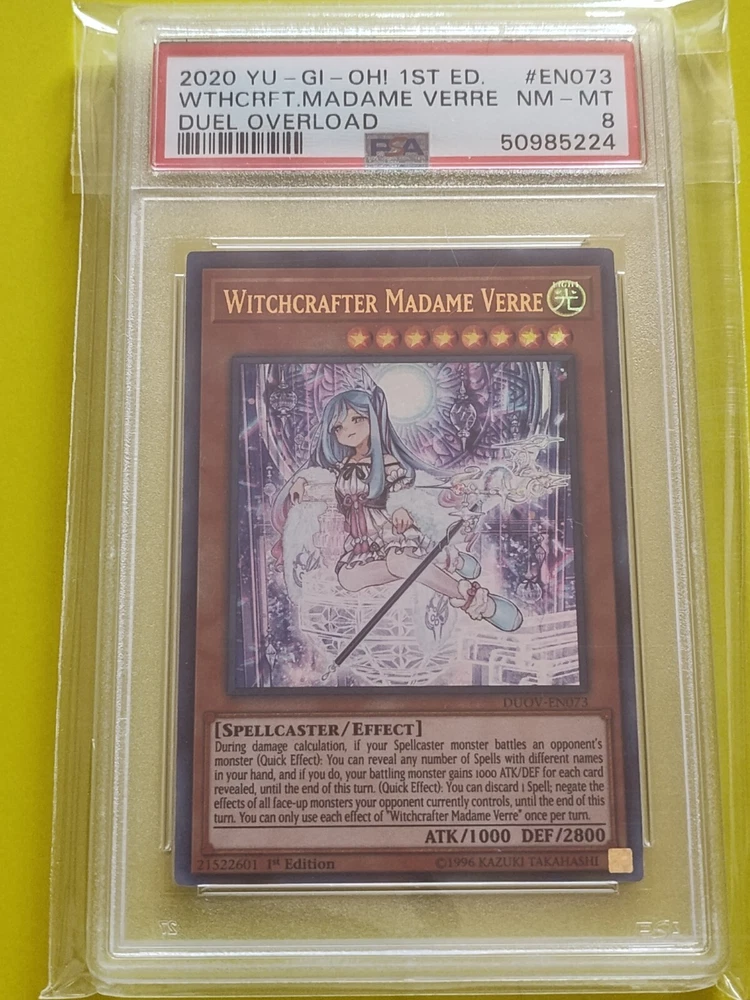 2020 YU-GI-OH! 1ST ED. #EN073
WTHCRFT.MADAME VERRE NM-MT
DUEL OVERLOAD 8
PSA 50985224
WITCHCRAFTER MADAME VERRE
LIGHT
光
DUOV-EN073
[SPELLCASTER/EFFECT]
During damage calculation, if your Spellcaster monster battles an opponent's
monster (Quick Effect): You can reveal any number of Spells with different names
in your hand, and if you do, your battling monster gains 1000 ATK/DEF for each card
revealed, until the end of this turn. (Quick Effect): You can discard 1 Spell; negate the
effects of all face-up monsters your opponent currently controls, until the end of this
turn. You can only use each effect of "Witchcrafter Madame Verre" once per turn.
ATK/1000 DEF/2800
21522601 1st Edition ©1996 KAZUKI TAKAHASHI